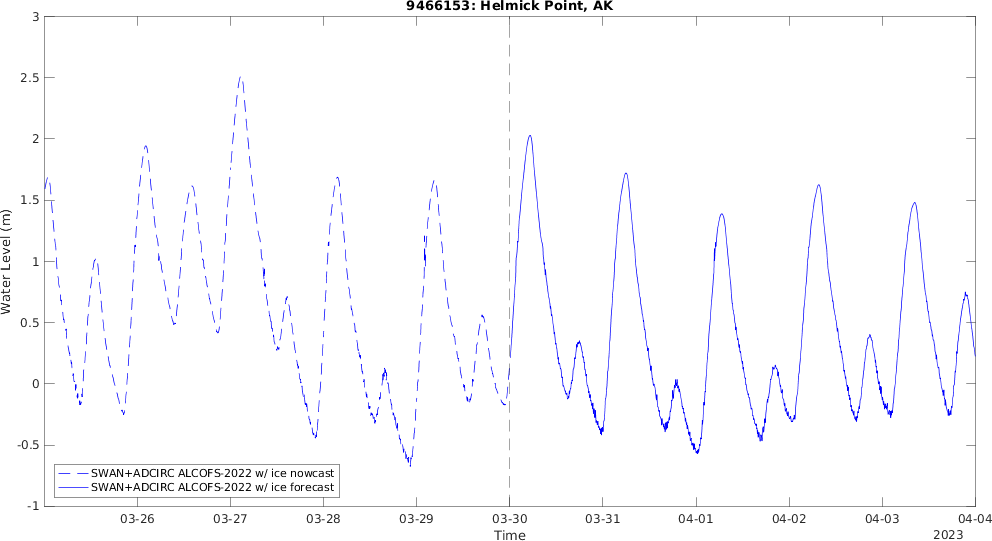 9466153: Helmick Point, AK
3
2.5
2
1.5
1
0.5
0
-0.5
-1
Water Level (m)
SWAN+ADCIRC ALCOFS-2022 w/ ice nowcast
SWAN+ADCIRC ALCOFS-2022 w/ ice forecast
03-26 03-27 03-28 03-29 03-30 03-31 04-01 04-02 04-03 04-04
Time
2023